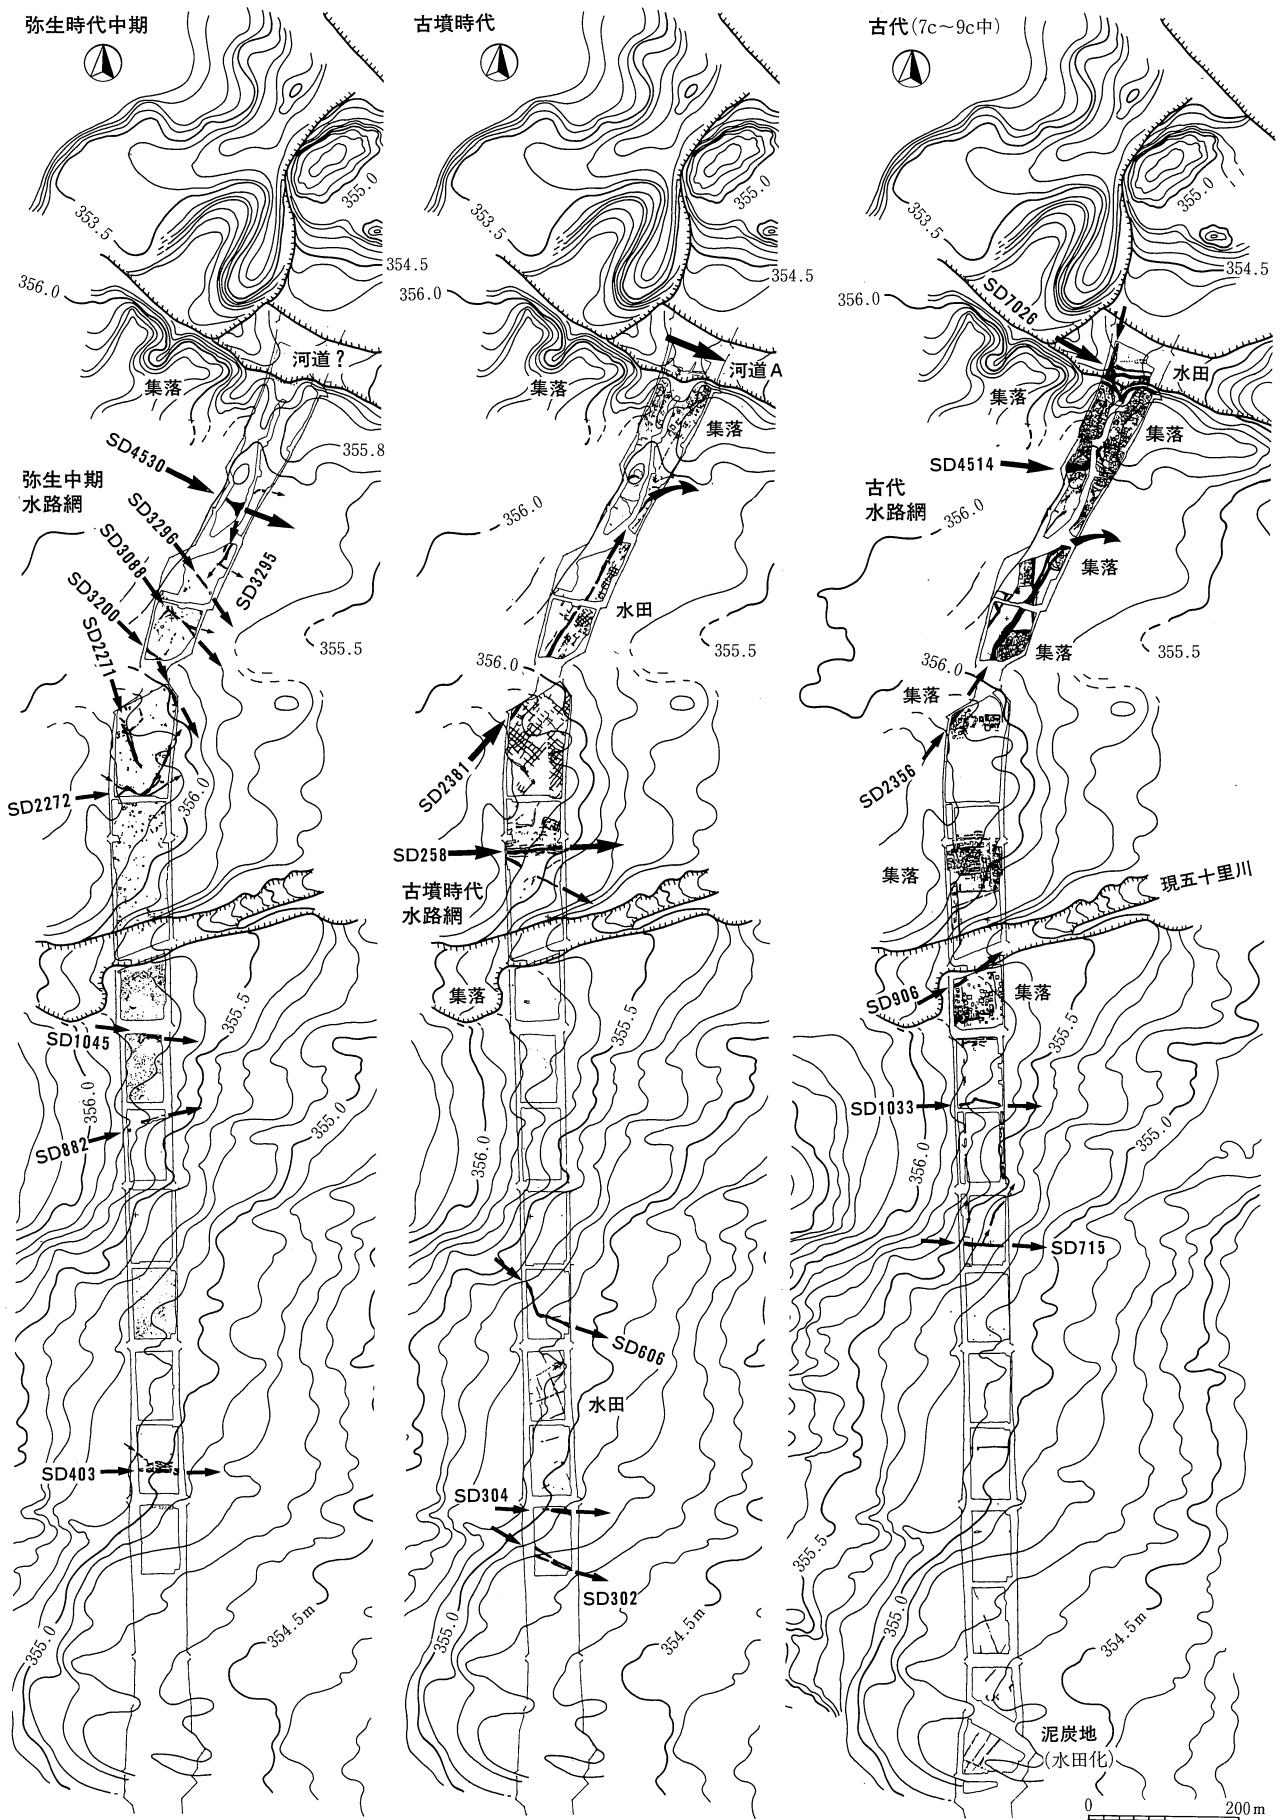 弥生時代中期
353.5
355.0
354.5
356.0
河道？
集落
355.8
SD4530
弥生中期
水路網
SD3296
SD3088
SD3295
SD3200
SD2271
SD2272
356.0
SD1045
355.5
356.0
SD882
355.0
SD403
355.0
354.5m
古墳時代
353.5
355.0
354.5
356.0
河道A
集落
集落
356.0
水田
355.5
356.0
SD2381
SD258
古墳時代
水路網
集落
355.5
356.0
355.0
SD606
水田
SD304
SD302
355.0
354.5m
古代(7c〜9c中)
353.5
355.0
354.5
356.0
SD7026
水田
集落
集落
SD4514
古代
水路網
356.0
集落
集落
355.5
356.0
集落
SD2356
集落
現五十里川
SD906
集落
355.5
SD1033
355.0
356.0
SD715
355.5
355.0
354.5m
泥炭地
(水田化)
0 200m